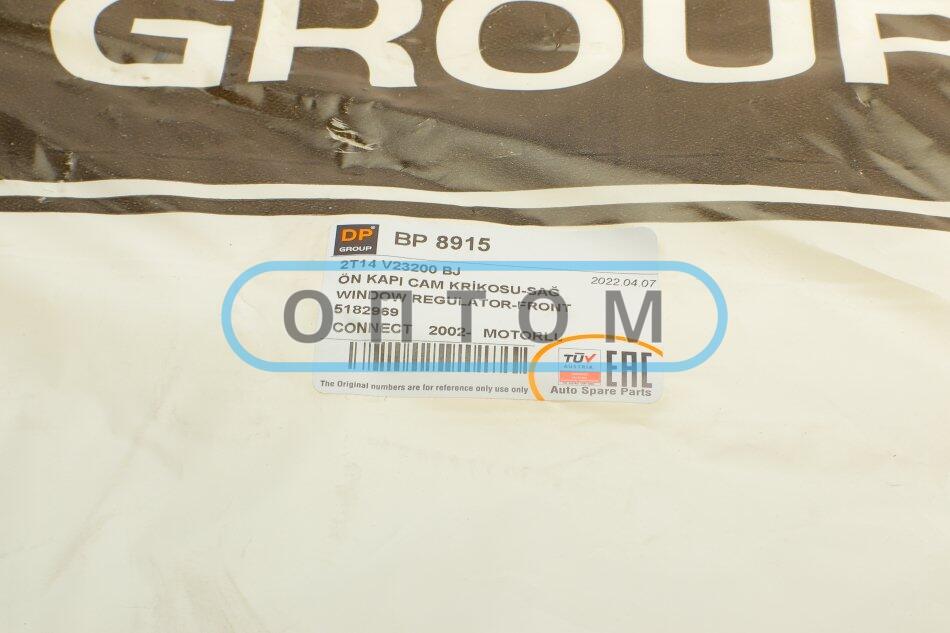 GROUP
DP
GROUP
BP 8915
2T14 V23200 BJ
2022.04.07
ÖN KAPI CAM KRİKOSU-SAĞ
WINDOW REGULATOR-FRONT
5182969
CONNECT 2002- MOTORLI
ОПТОМ
TÜV
AUSTRIA
EAC
The Original numbers are for reference only use only
Auto Spare Parts